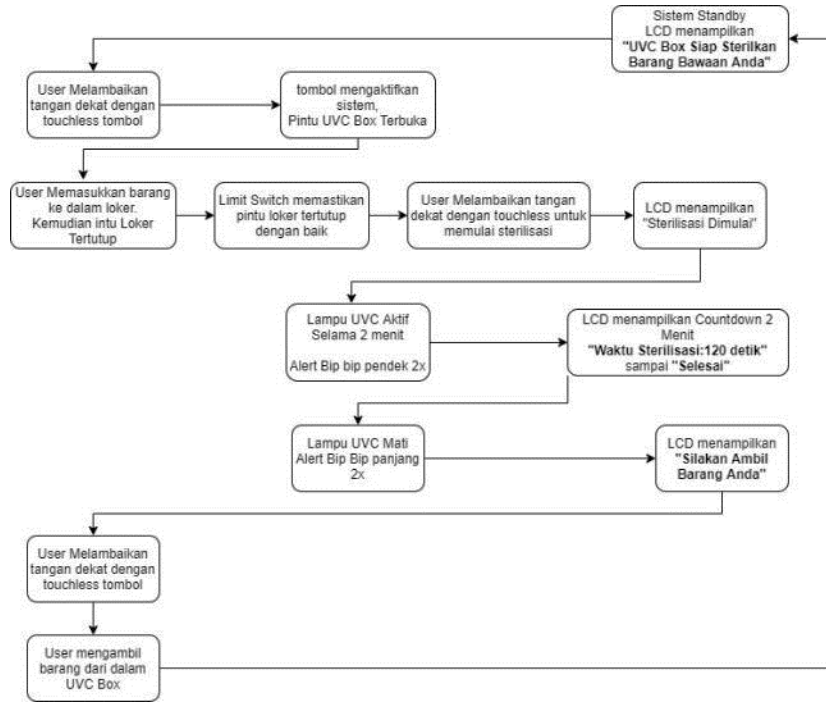 Sistem Standby
LCD menampilkan
"UVC Box Siap Sterilkan
Barang Bawaan Anda"
User Melambaikan
tangan dekat dengan
touchless tombol
tombol mengaktifkan
sistem,
Pintu UVC Box Terbuka
User Memasukkan barang
ke dalam loker.
Kemudian intu Loker
Tertutup
Limit Switch memastikan
pintu loker tertutup
dengan baik
User Melambaikan tangan
dekat dengan touchless untuk
memulai sterilisasi
LCD menampilkan
"Sterilisasi Dimulai"
Lampu UVC Aktif
Selama 2 menit
Alert Bip bip pendek 2x
LCD menampilkan Countdown 2
Menit
"Waktu Sterilisasi:120 detik"
sampai "Selesai"
Lampu UVC Mati
Alert Bip Bip panjang
2x
LCD menampilkan
"Silakan Ambil
Barang Anda"
User Melambaikan
tangan dekat dengan
touchless tombol
User mengambil
barang dari dalam
UVC Box